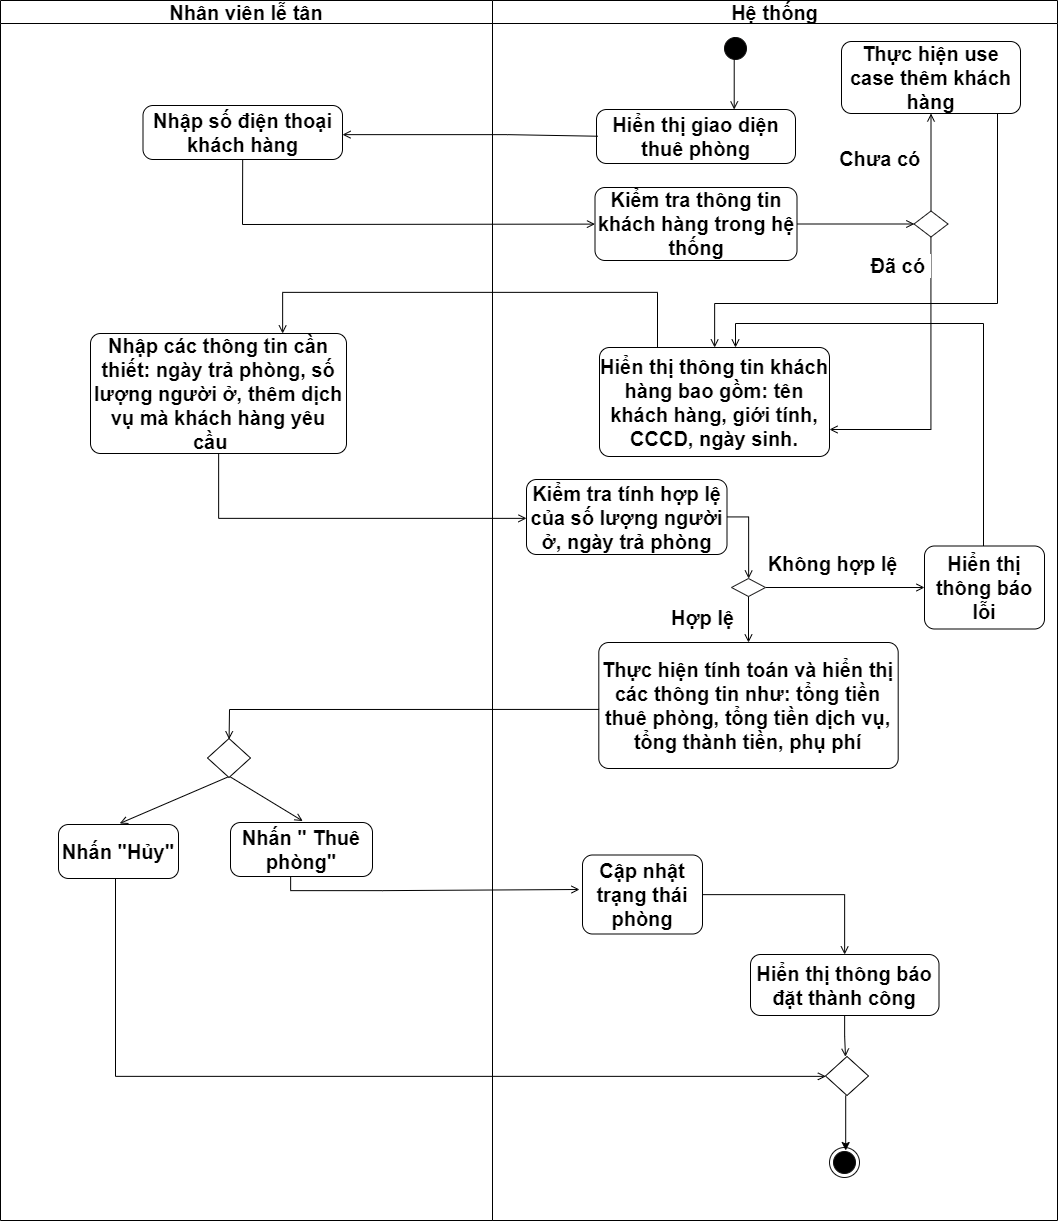 Nhân viên lễ tân
Hệ thống
Thực hiện use
case thêm khách
hàng
Hiển thị giao diện
thuê phòng
Nhập số điện thoại
khách hàng
Chưa có
Kiểm tra thông tin
khách hàng trong hệ
thống
Đã có
Nhập các thông tin cần
thiết: ngày trả phòng, số
lượng người ở, thêm dịch
vụ mà khách hàng yêu
cầu
Hiển thị thông tin khách
hàng bao gồm: tên
khách hàng, giới tính,
CCCD, ngày sinh.
Kiểm tra tính hợp lệ
của số lượng người
ở, ngày trả phòng
Không hợp lệ
Hiển thị
thông báo
lỗi
Hợp lệ
Thực hiện tính toán và hiển thị
các thông tin như: tổng tiền
thuê phòng, tổng tiền dịch vụ,
tổng thành tiền, phụ phí
Nhấn "Hủy"
Nhấn " Thuê
phòng"
Cập nhật
trạng thái
phòng
Hiển thị thông báo
đặt thành công